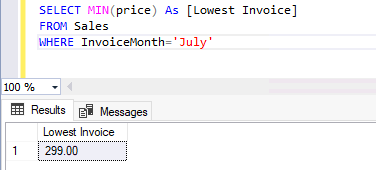 SELECT MIN(price) As [Lowest Invoice]
FROM Sales
WHERE InvoiceMonth='July'
100 %
Results Messages
Lowest Invoice
1 299.00